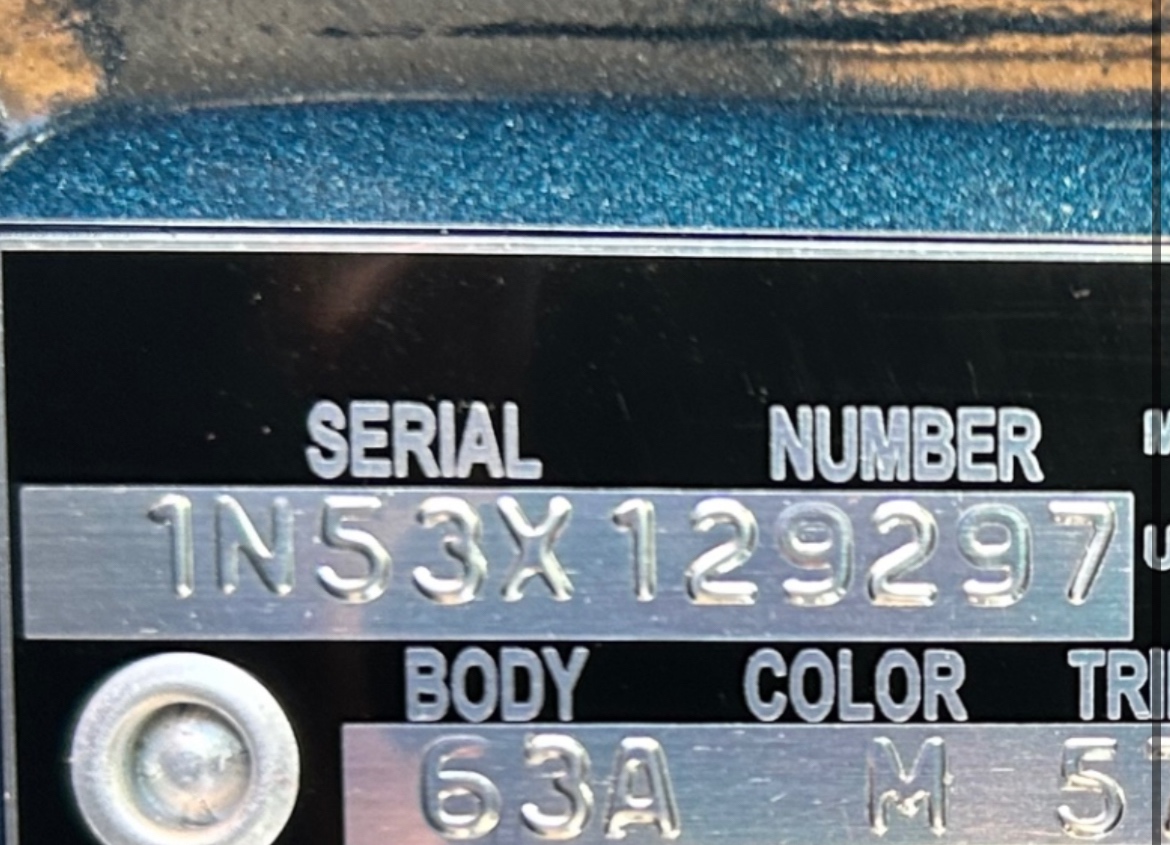 SERIAL NUMBER
1N53X129297
BODY COLOR
63A M